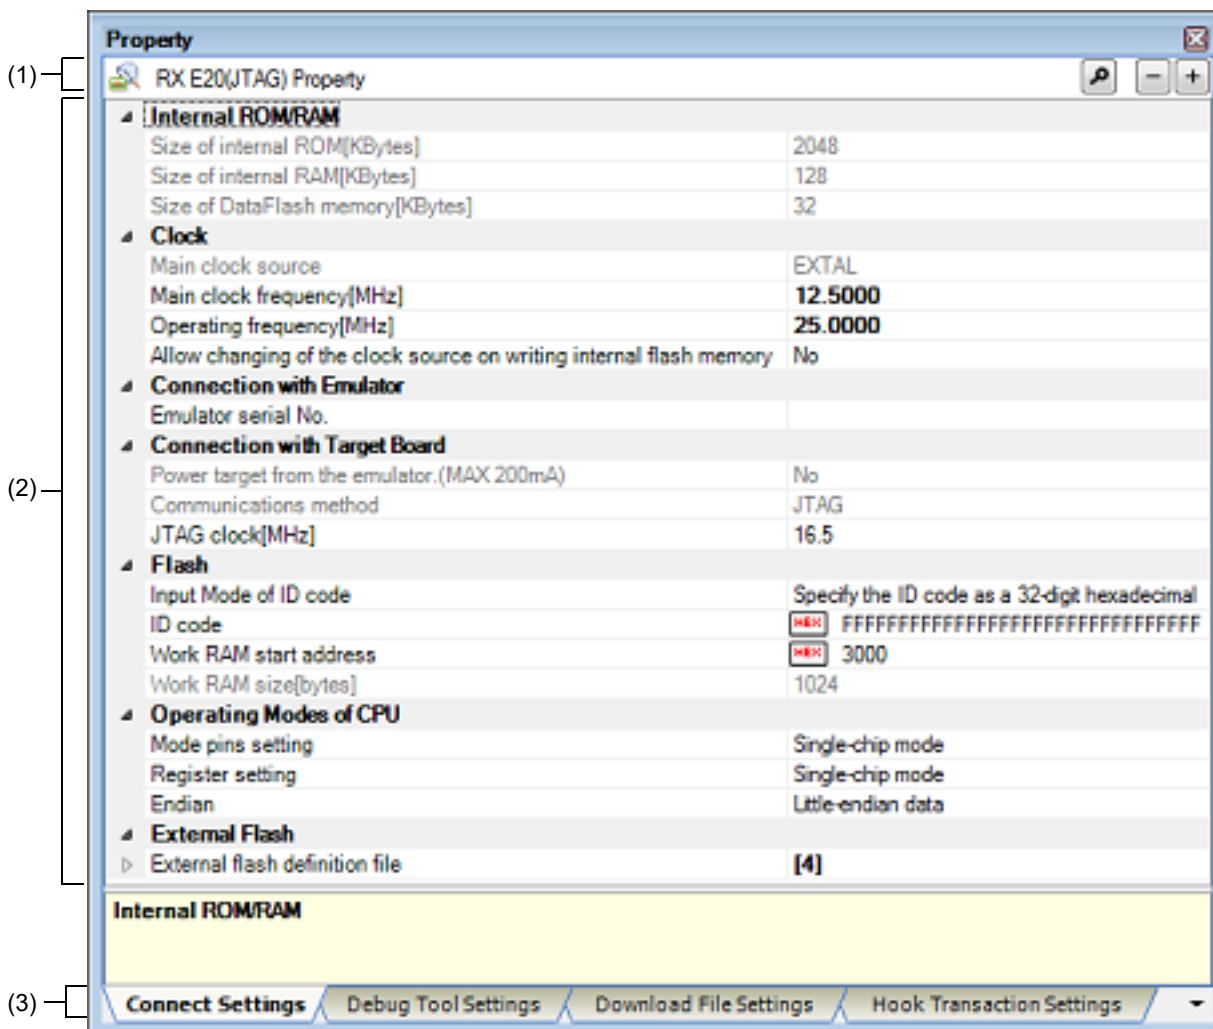 Property
(1) RX E20(JTAG) Property
(2)
Internal ROM/RAM
Size of internal ROM[KBytes] 2048
Size of internal RAM[KBytes] 128
Size of DataFlash memory[KBytes] 32
Clock
Main clock source EXTAL
Main clock frequency[MHz] 12.5000
Operating frequency[MHz] 25.0000
Allow changing of the clock source on writing internal flash memory No
Connection with Emulator
Emulator serial No.
Connection with Target Board
Power target from the emulator.(MAX 200mA) No
Communications method JTAG
JTAG clock[MHz] 16.5
Flash
Input Mode of ID code Specify the ID code as a 32-digit hexadecimal
ID code HEX FFFFFFFFFFFFFFFFFFFFFFFFFFFFFFFF
Work RAM start address HEX 3000
Work RAM size[bytes] 1024
Operating Modes of CPU
Mode pins setting Single-chip mode
Register setting Single-chip mode
Endian Little-endian data
External Flash
External flash definition file [4]
Internal ROM/RAM
(3) Connect Settings Debug Tool Settings Download File Settings Hook Transaction Settings